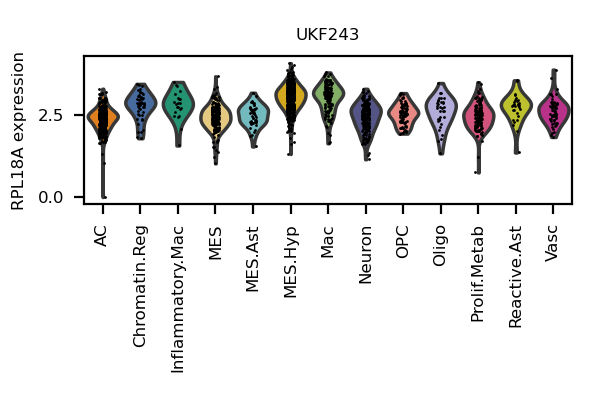 UKF243
RPL18A expression
2.5
0.0
AC
Chromatin.Reg
Inflammatory.Mac
MES
MES.Ast
MES.Hyp
Mac
Neuron
OPC
Oligo
Prolif.Metab
Reactive.Ast
Vasc